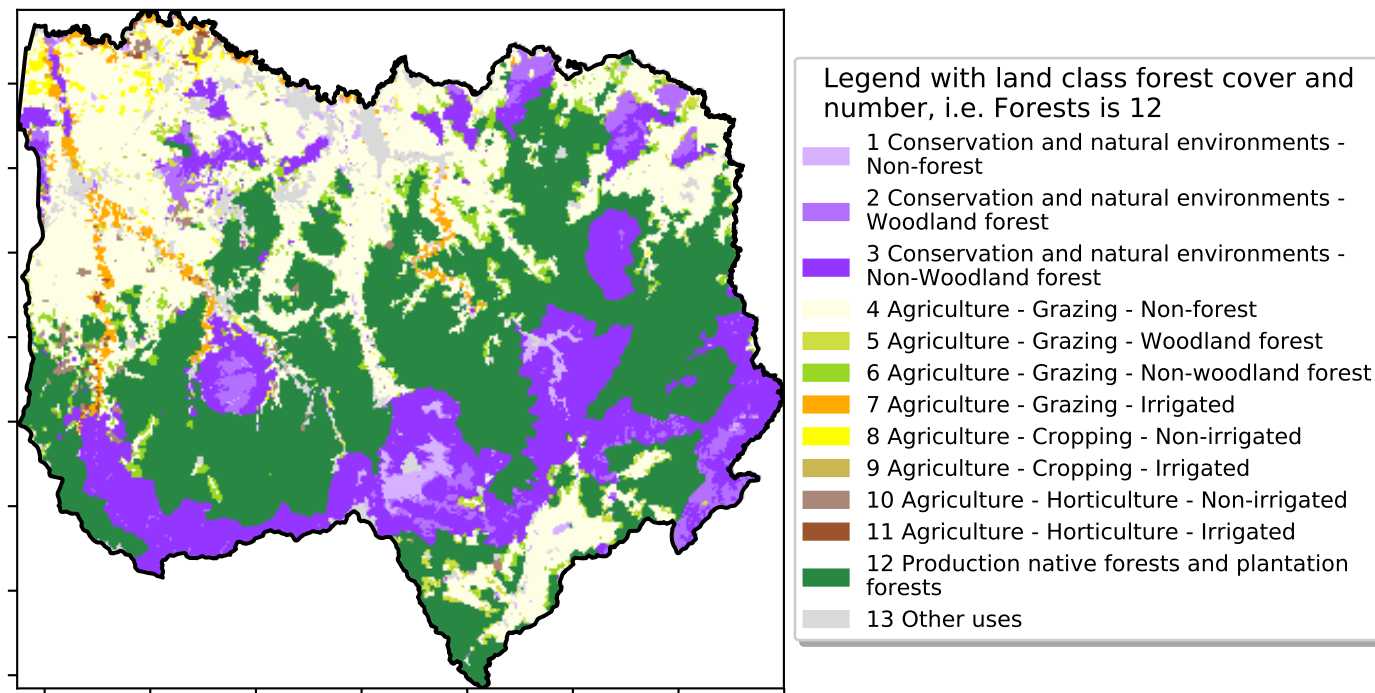 Legend with land class forest cover and
number, i.e. Forests is 12
1 Conservation and natural environments -
Non-forest
2 Conservation and natural environments -
Woodland forest
3 Conservation and natural environments -
Non-Woodland forest
4 Agriculture - Grazing - Non-forest
5 Agriculture - Grazing - Woodland forest
6 Agriculture - Grazing - Non-woodland forest
7 Agriculture - Grazing - Irrigated
8 Agriculture - Cropping - Non-irrigated
9 Agriculture - Cropping - Irrigated
10 Agriculture - Horticulture - Non-irrigated
11 Agriculture - Horticulture - Irrigated
12 Production native forests and plantation
forests
13 Other uses